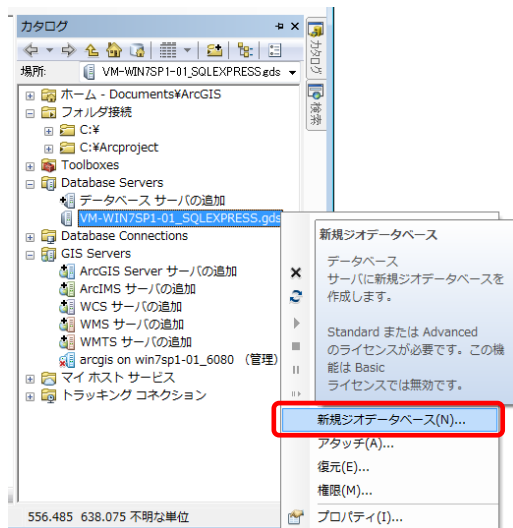 カタログ
場所:
VM-WIN7SP1-01_SQLEXPRESS.gds
ホーム - Documents¥ArcGIS
フォルダ接続
C:¥
C:¥Arcproject
Toolboxes
Database Servers
データベース サーバの追加
VM-WIN7SP1-01_SQLEXPRESS.gds
Database Connections
GIS Servers
ArcGIS Server サーバの追加
ArcIMS サーバの追加
WCS サーバの追加
WMS サーバの追加
WMTS サーバの追加
arcgis on win7sp1-01_6080 （管理）
マイ ホスト サービス
トラッキング コネクション
556.485 638.075 不明な単位
カタログ
検索
新規ジオデータベース
データベース
サーバに新規ジオデータベースを
作成します。
Standard または Advanced
のライセンスが必要です。この機
能は Basic
ライセンスでは無効です。
新規ジオデータベース(N)...
アタッチ(A)...
復元(E)...
権限(M)...
プロパティ(I)...